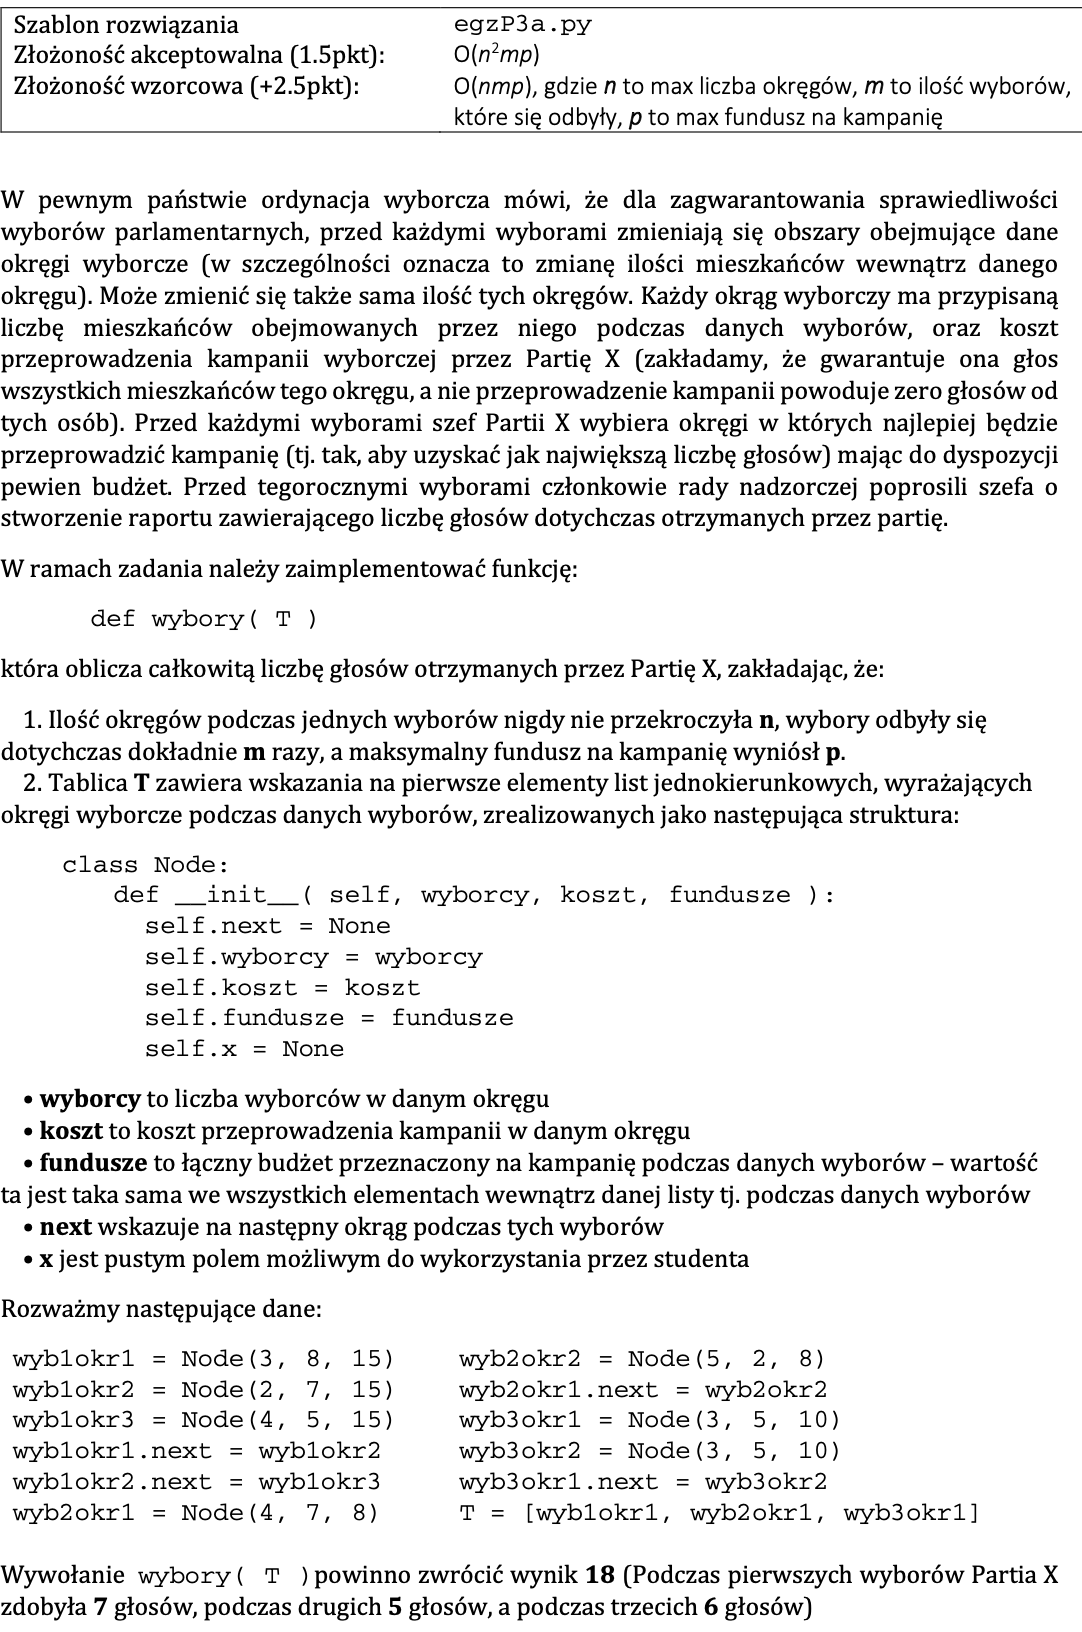 Szablon rozwiązania egzP3a.py
Złożoność akceptowalna (1.5pkt): O(n²mp)
Złożoność wzorcowa (+2.5pkt): O(nmp), gdzie n to max liczba okręgów, m to ilość wyborów,
które się odbyły, p to max fundusz na kampanię
W pewnym państwie ordynacja wyborcza mówi, że dla zagwarantowania sprawiedliwości
wyborów parlamentarnych, przed każdymi wyborami zmieniają się obszary obejmujące dane
okręgi wyborcze (w szczególności oznacza to zmianę ilości mieszkańców wewnątrz danego
okręgu). Może zmienić się także sama ilość tych okręgów. Każdy okrąg wyborczy ma przypisaną
liczbę mieszkańców obejmowanych przez niego podczas danych wyborów, oraz koszt
przeprowadzenia kampanii wyborczej przez Partię X (zakładamy, że gwarantuje ona głos
wszystkich mieszkańców tego okręgu, a nie przeprowadzenie kampanii powoduje zero głosów od
tych osób). Przed każdymi wyborami szef Partii X wybiera okręgi w których najlepiej będzie
przeprowadzić kampanię (tj. tak, aby uzyskać jak największą liczbę głosów) mając do dyspozycji
pewien budżet. Przed tegorocznymi wyborami członkowie rady nadzorczej poprosili szefa o
stworzenie raportu zawierającego liczbę głosów dotychczas otrzymanych przez partię.
W ramach zadania należy zaimplementować funkcję:
def wybory( T )
która oblicza całkowitą liczbę głosów otrzymanych przez Partię X, zakładając, że:
1. Ilość okręgów podczas jednych wyborów nigdy nie przekroczyła n, wybory odbyły się
dotychczas dokładnie m razy, a maksymalny fundusz na kampanię wyniósł p.
2. Tablica T zawiera wskazania na pierwsze elementy list jednokierunkowych, wyrażających
okręgi wyborcze podczas danych wyborów, zrealizowanych jako następująca struktura:
class Node:
def __init__( self, wyborcy, koszt, fundusze ):
self.next = None
self.wyborcy = wyborcy
self.koszt = koszt
self.fundusze = fundusze
self.x = None
• wyborcy to liczba wyborców w danym okręgu
• koszt to koszt przeprowadzenia kampanii w danym okręgu
• fundusze to łączny budżet przeznaczony na kampanię podczas danych wyborów – wartość
ta jest taka sama we wszystkich elementach wewnątrz danej listy tj. podczas danych wyborów
• next wskazuje na następny okrąg podczas tych wyborów
• x jest pustym polem możliwym do wykorzystania przez studenta
Rozważmy następujące dane:
wyb1okr1 = Node(3, 8, 15) wyb2okr2 = Node(5, 2, 8)
wyb1okr2 = Node(2, 7, 15) wyb2okr1.next = wyb2okr2
wyb1okr3 = Node(4, 5, 15) wyb3okr1 = Node(3, 5, 10)
wyb1okr1.next = wyb1okr2 wyb3okr2 = Node(3, 5, 10)
wyb1okr2.next = wyb1okr3 wyb3okr1.next = wyb3okr2
wyb2okr1 = Node(4, 7, 8) T = [wyb1okr1, wyb2okr1, wyb3okr1]
Wywołanie wybory( T )powinno zwrócić wynik 18 (Podczas pierwszych wyborów Partia X
zdobyła 7 głosów, podczas drugich 5 głosów, a podczas trzecich 6 głosów)